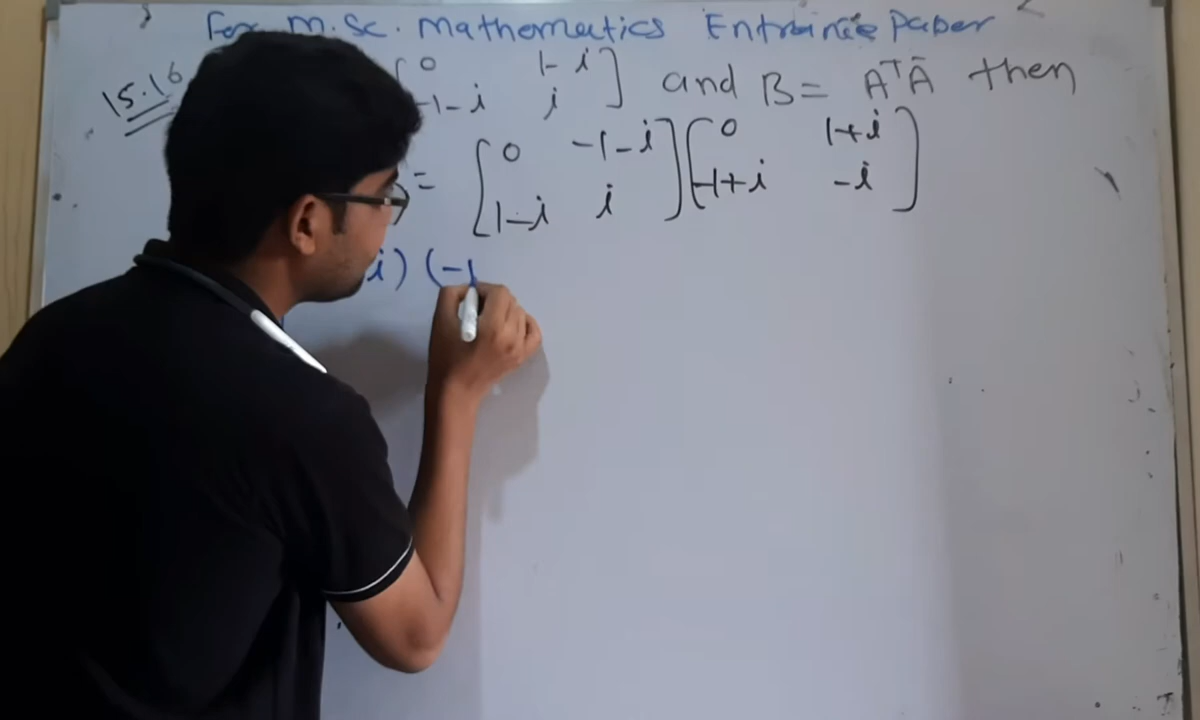 For M.Sc. Mathematics Entrance Paper
15.16 [ 0 1-i ] and B = AᵀĀ then
-1-i i
= [ 0 -1-i ] [ 0 1+i ]
1-i i -1+i -i
i) (-1